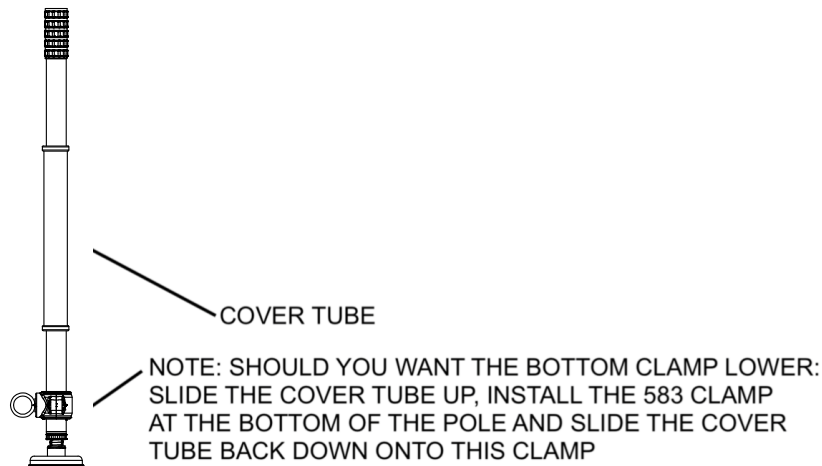 COVER TUBE
NOTE: SHOULD YOU WANT THE BOTTOM CLAMP LOWER:
SLIDE THE COVER TUBE UP, INSTALL THE 583 CLAMP
AT THE BOTTOM OF THE POLE AND SLIDE THE COVER
TUBE BACK DOWN ONTO THIS CLAMP